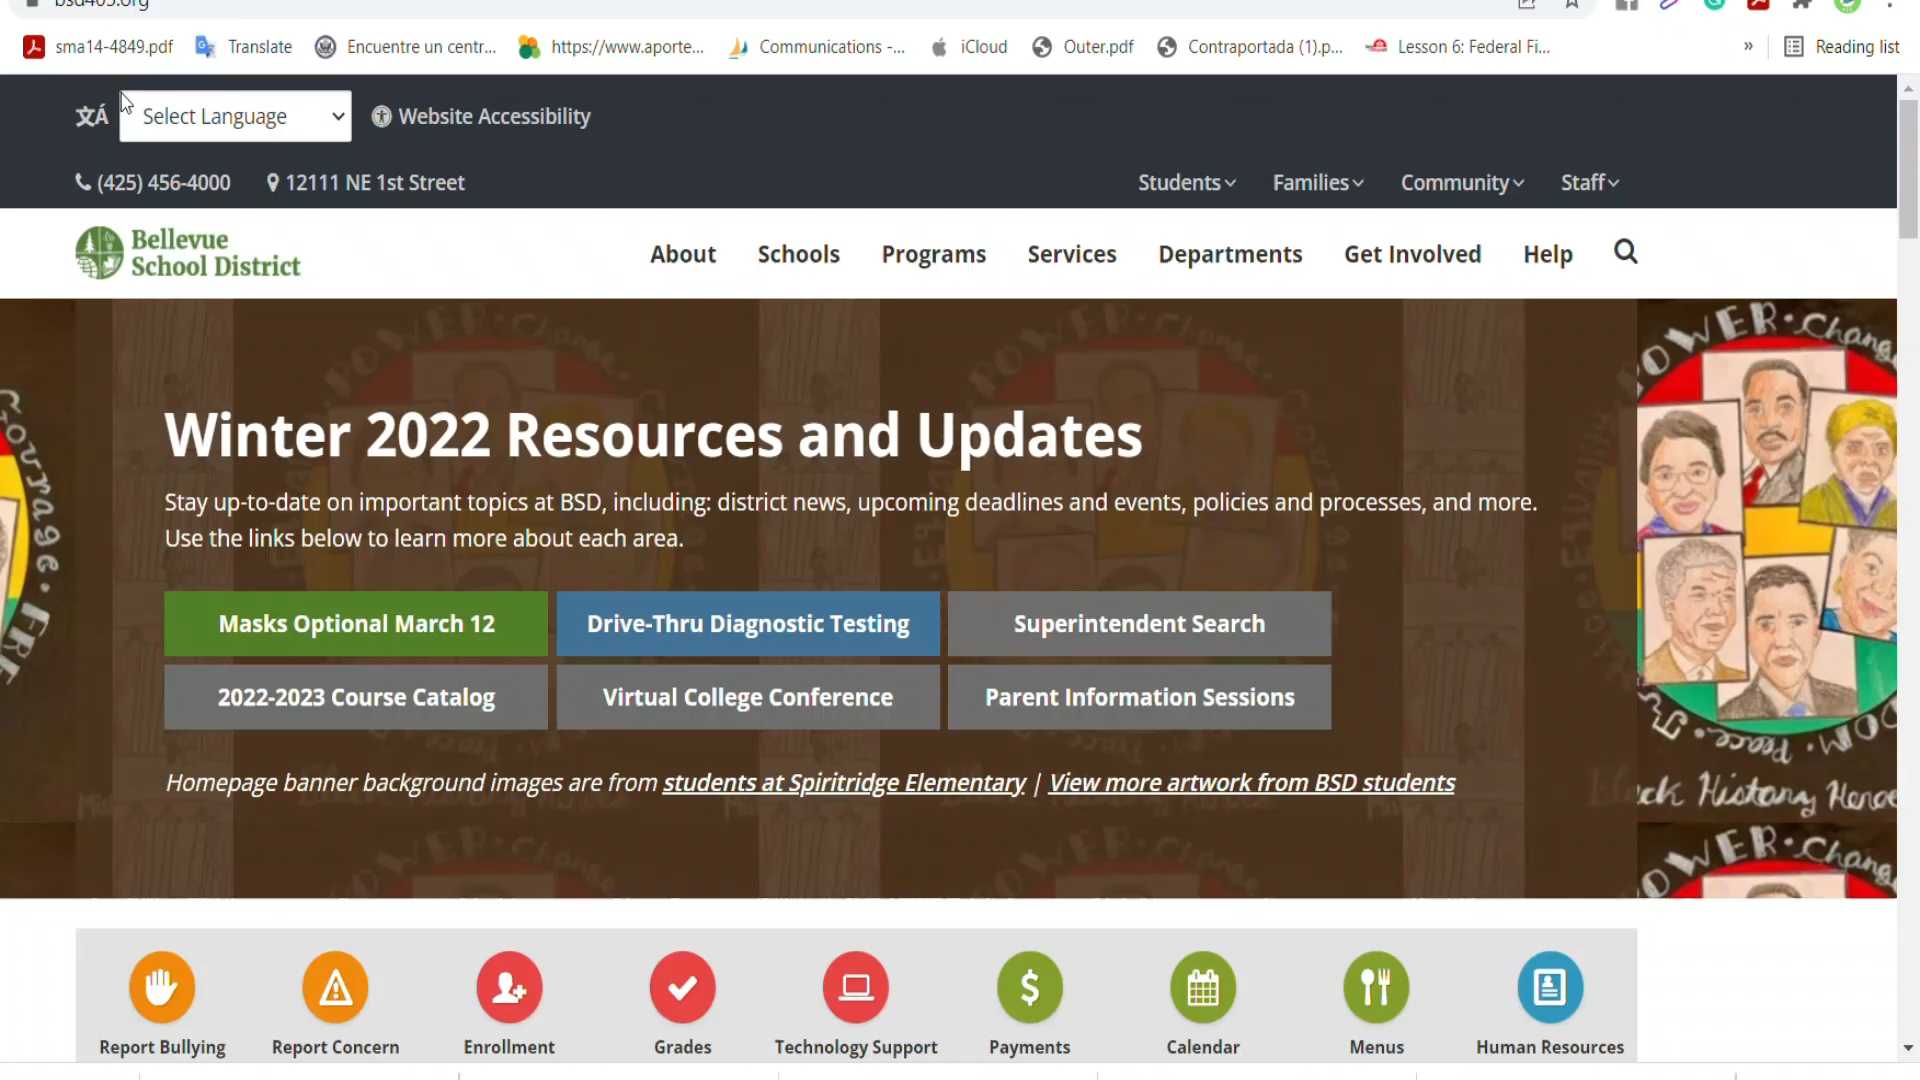 sma14-4849.pdf
Translate
Encuentre un centr...
https://www.aporte...
Communications -...
iCloud
Outer.pdf
Contraportada (1).p...
Lesson 6: Federal Fi...
»
Reading list
文Á
Select Language
Website Accessibility
(425) 456-4000
12111 NE 1st Street
Students
Families
Community
Staff
Bellevue
School District
About
Schools
Programs
Services
Departments
Get Involved
Help
Winter 2022 Resources and Updates
Stay up-to-date on important topics at BSD, including: district news, upcoming deadlines and events, policies and processes, and more.
Use the links below to learn more about each area.
Masks Optional March 12
Drive-Thru Diagnostic Testing
Superintendent Search
2022-2023 Course Catalog
Virtual College Conference
Parent Information Sessions
Homepage banner background images are from students at Spiritridge Elementary | View more artwork from BSD students
POWER • Change
Courage •
Peace •
History
Report Bullying
Report Concern
Enrollment
Grades
Technology Support
Payments
Calendar
Menus
Human Resources